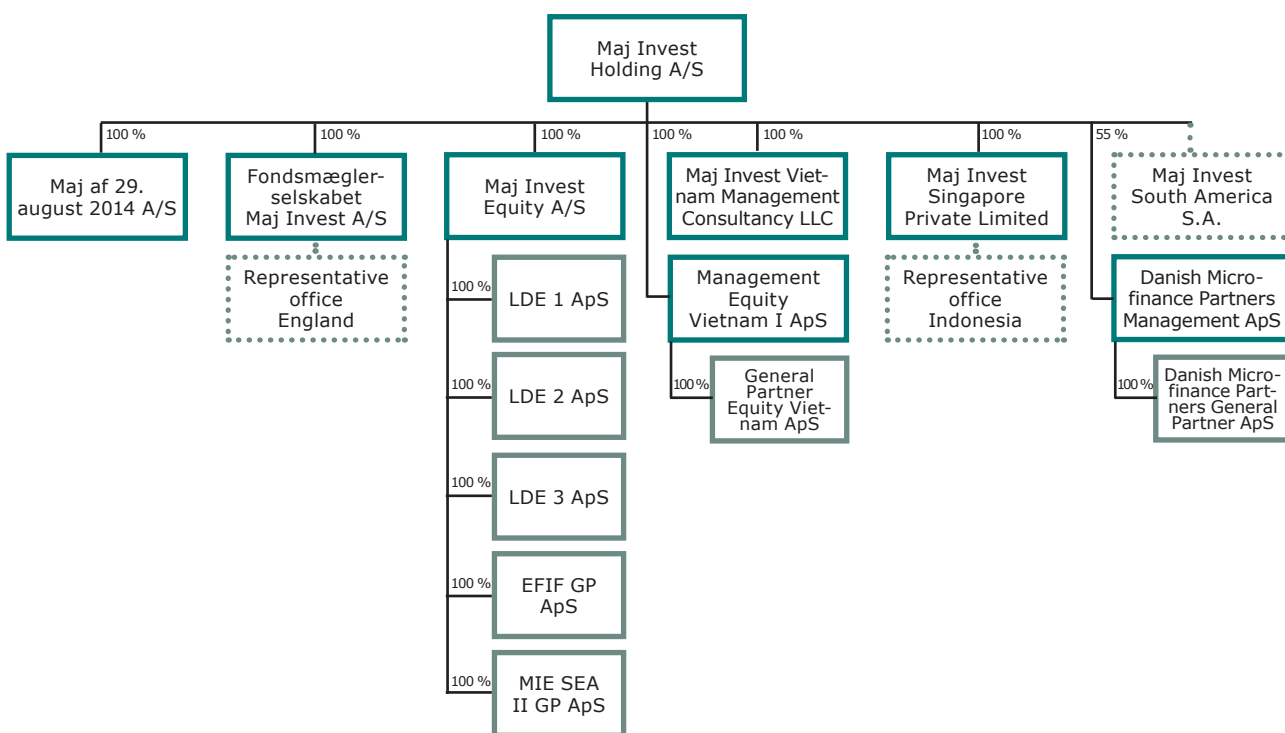 Maj Invest
Holding A/S
100 %
100 %
100 %
100 %
100 %
100 %
55 %
Maj af 29.
august 2014 A/S
Fondsmægler-
selskabet
Maj Invest A/S
Maj Invest
Equity A/S
Maj Invest Viet-
nam Management
Consultancy LLC
Maj Invest
Singapore
Private Limited
Maj Invest
South America
S.A.
Representative
office
England
100 %
LDE 1 ApS
Management
Equity
Vietnam I ApS
Representative
office
Indonesia
Danish Micro-
finance Partners
Management ApS
100 %
LDE 2 ApS
100 %
General
Partner
Equity Viet-
nam ApS
100 %
Danish Micro-
finance Part-
ners General
Partner ApS
100 %
LDE 3 ApS
100 %
EFIF GP
ApS
100 %
MIE SEA
II GP ApS